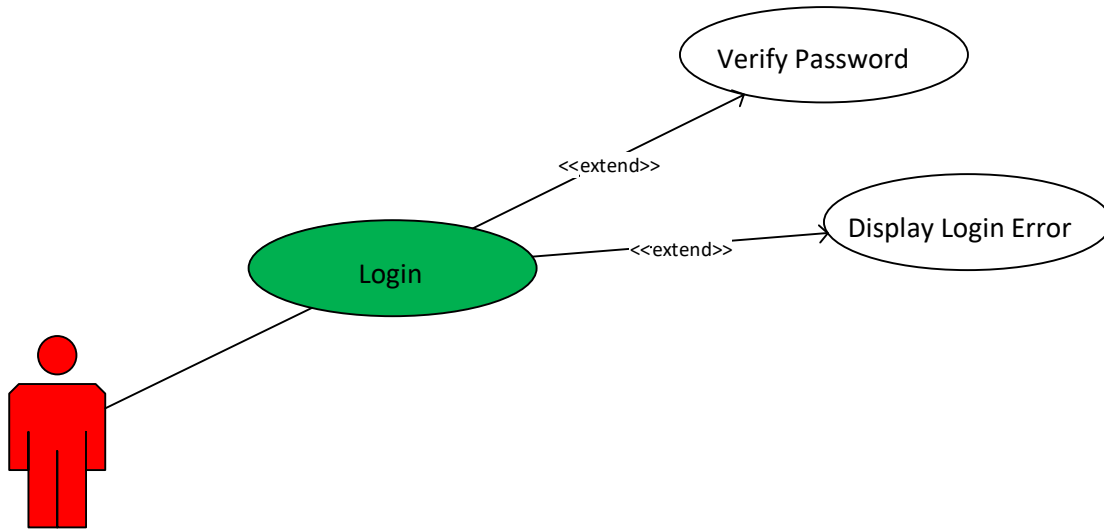 Verify Password
<<extend>>
Display Login Error
<<extend>>
Login